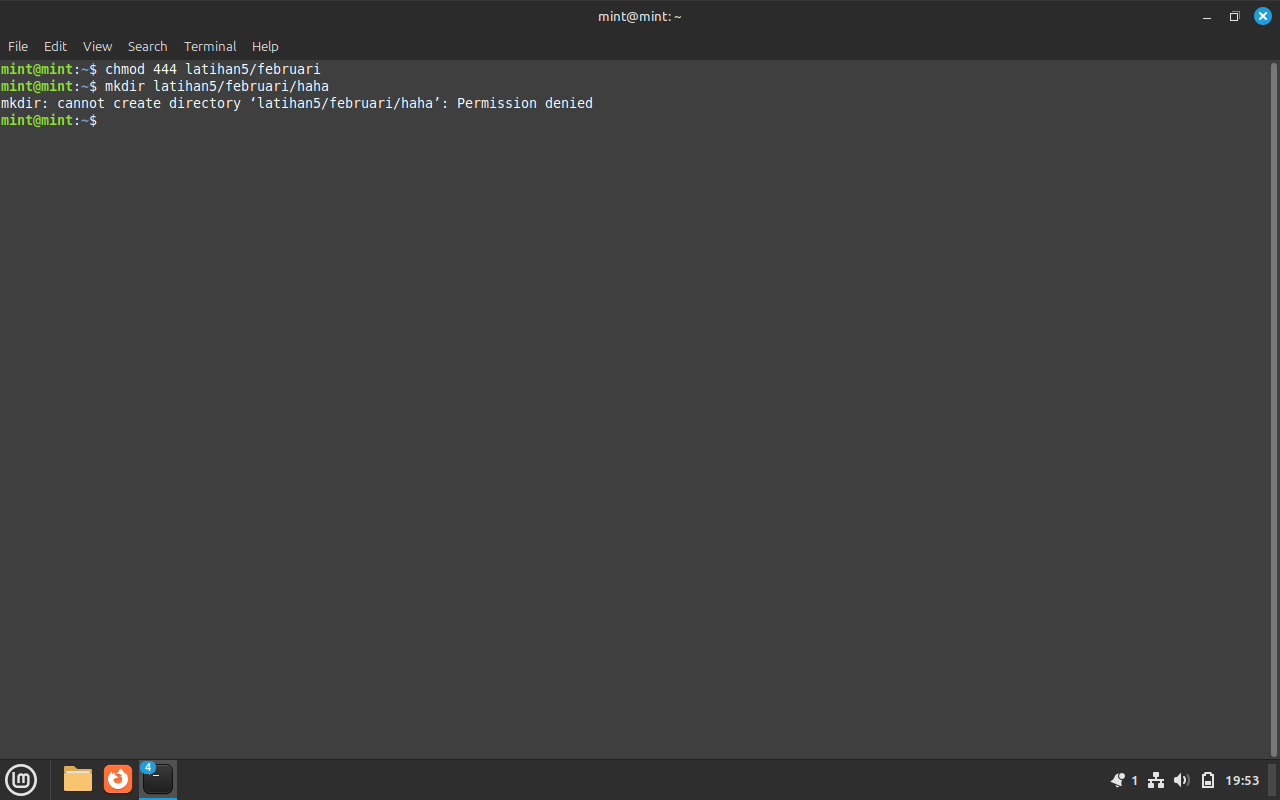 mint@mint: ~
File Edit View Search Terminal Help
mint@mint:~$ chmod 444 latihan5/februari
mint@mint:~$ mkdir latihan5/februari/haha
mkdir: cannot create directory ‘latihan5/februari/haha’: Permission denied
mint@mint:~$
4
1 19:53